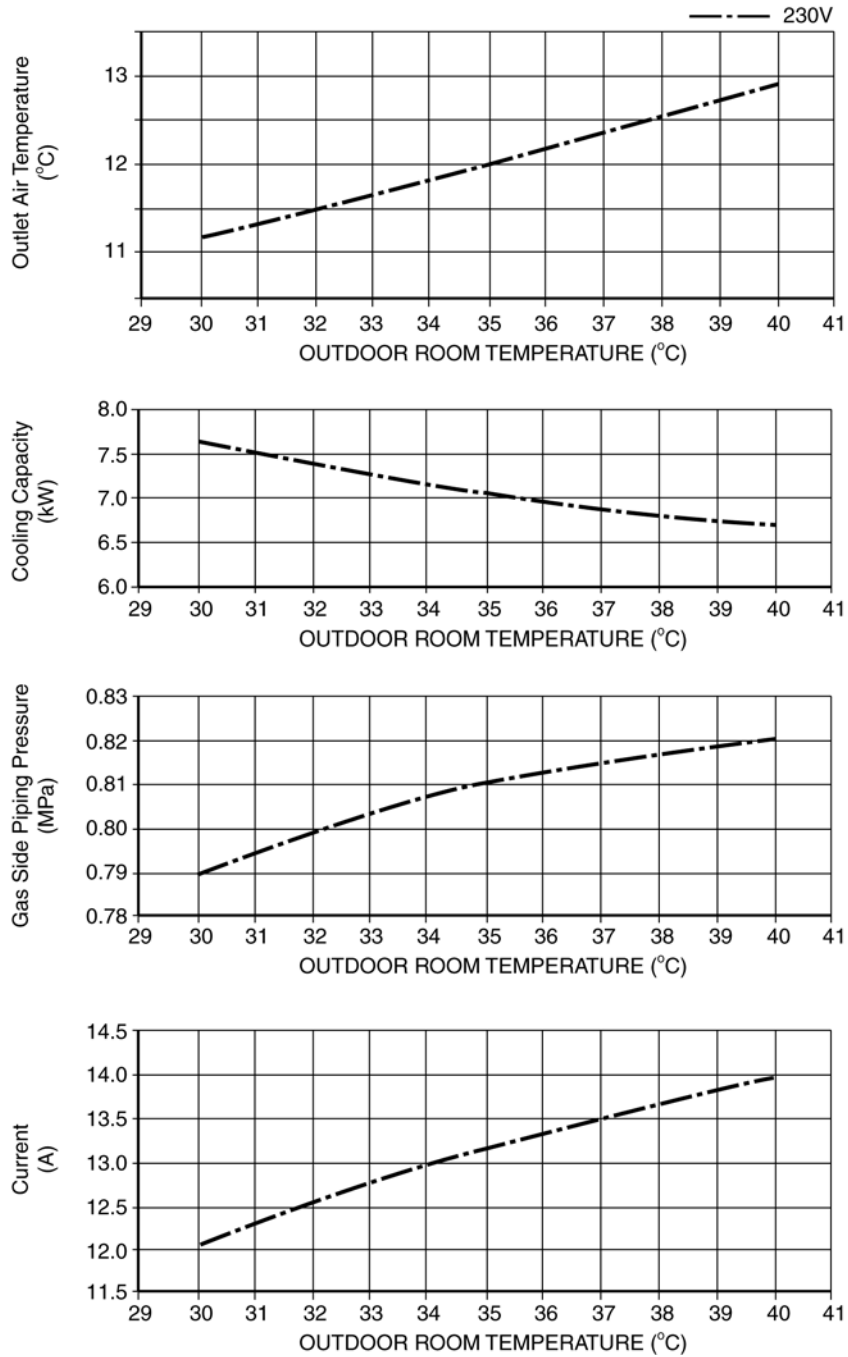 230V
Outlet Air Temperature
(°C)
13
12
11
29 30 31 32 33 34 35 36 37 38 39 40 41
OUTDOOR ROOM TEMPERATURE (°C)
Cooling Capacity
(kW)
8.0
7.5
7.0
6.5
6.0
29 30 31 32 33 34 35 36 37 38 39 40 41
OUTDOOR ROOM TEMPERATURE (°C)
Gas Side Piping Pressure
(MPa)
0.83
0.82
0.81
0.80
0.79
0.78
29 30 31 32 33 34 35 36 37 38 39 40 41
OUTDOOR ROOM TEMPERATURE (°C)
Current
(A)
14.5
14.0
13.5
13.0
12.5
12.0
11.5
29 30 31 32 33 34 35 36 37 38 39 40 41
OUTDOOR ROOM TEMPERATURE (°C)